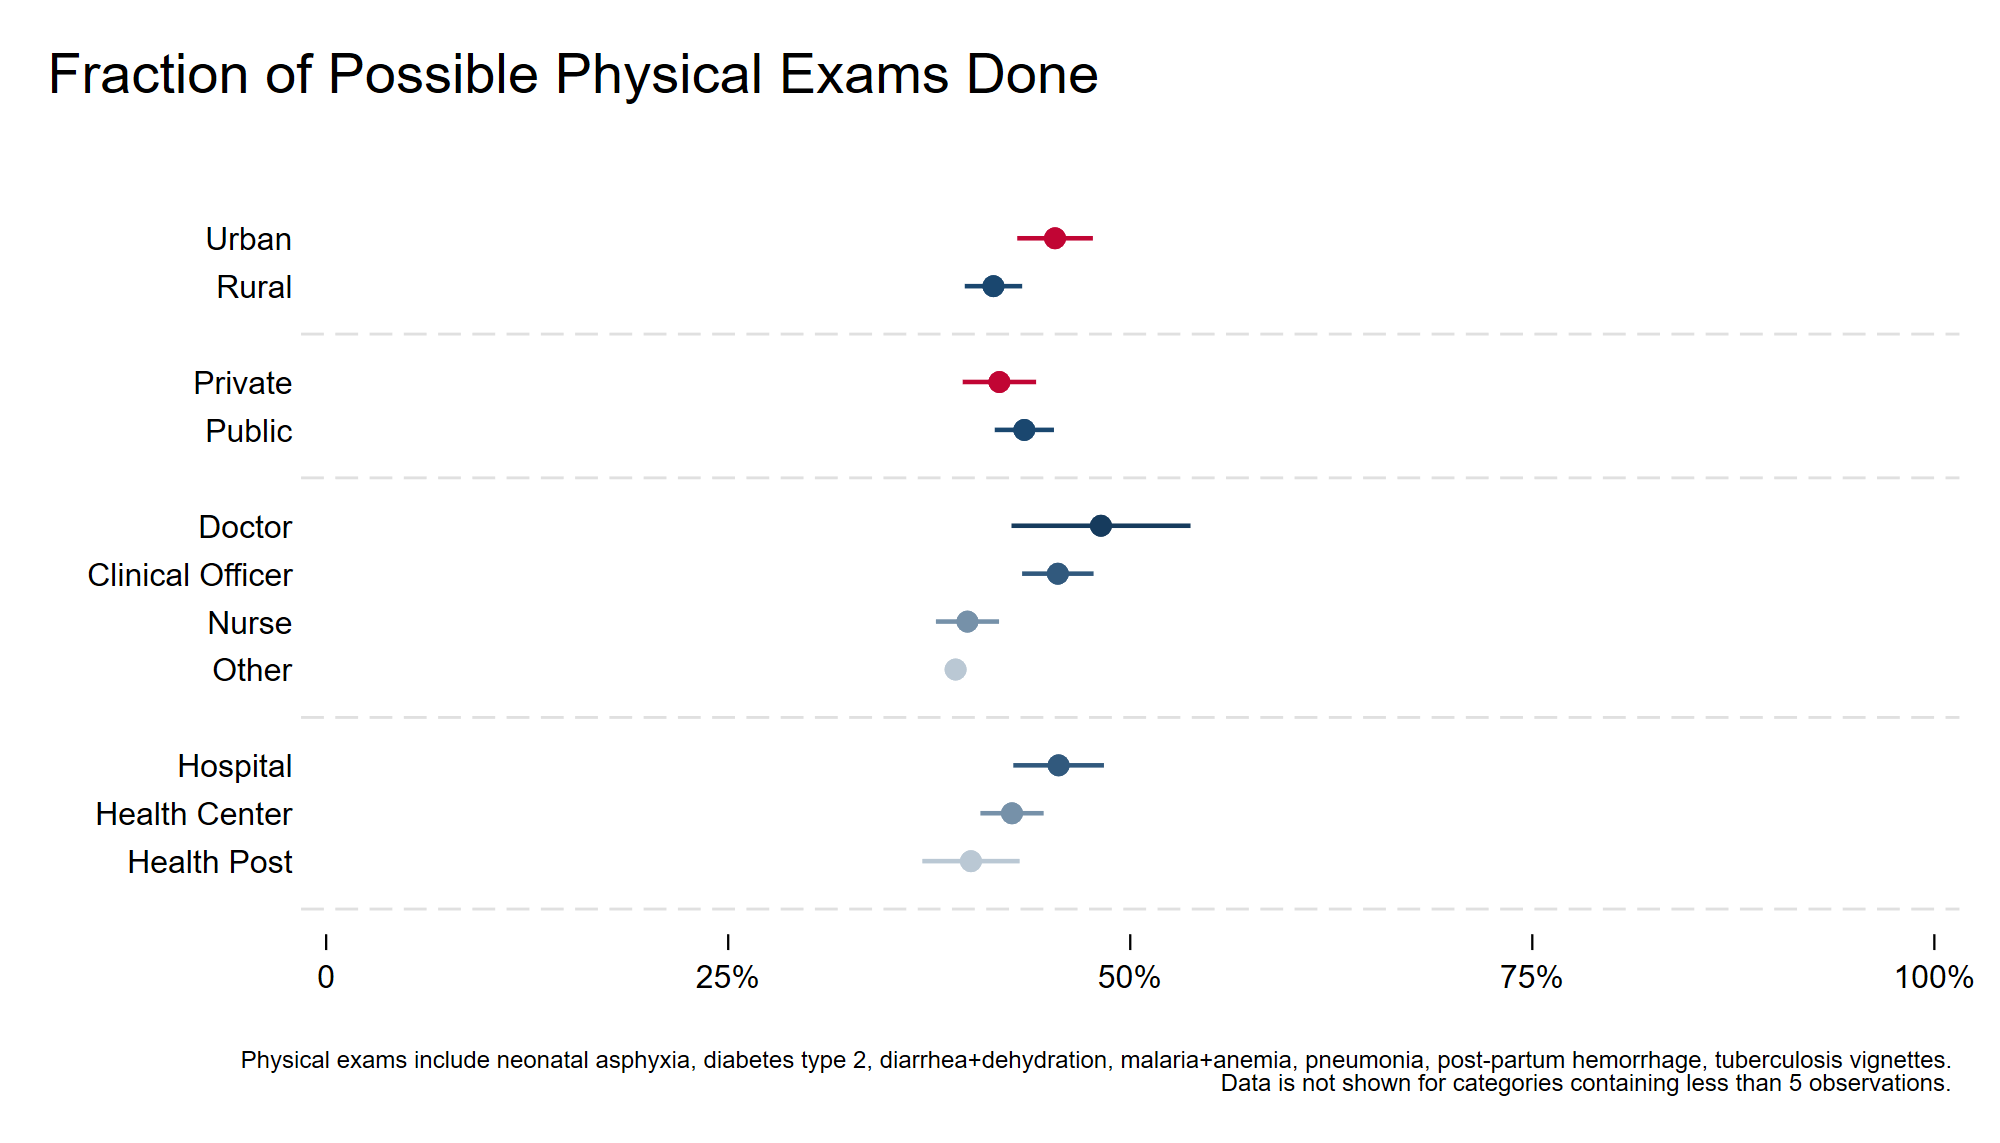 Fraction of Possible Physical Exams Done
Urban
Rural
Private
Public
Doctor
Clinical Officer
Nurse
Other
Hospital
Health Center
Health Post
0 25% 50% 75% 100%
Physical exams include neonatal asphyxia, diabetes type 2, diarrhea+dehydration, malaria+anemia, pneumonia, post-partum hemorrhage, tuberculosis vignettes.
Data is not shown for categories containing less than 5 observations.